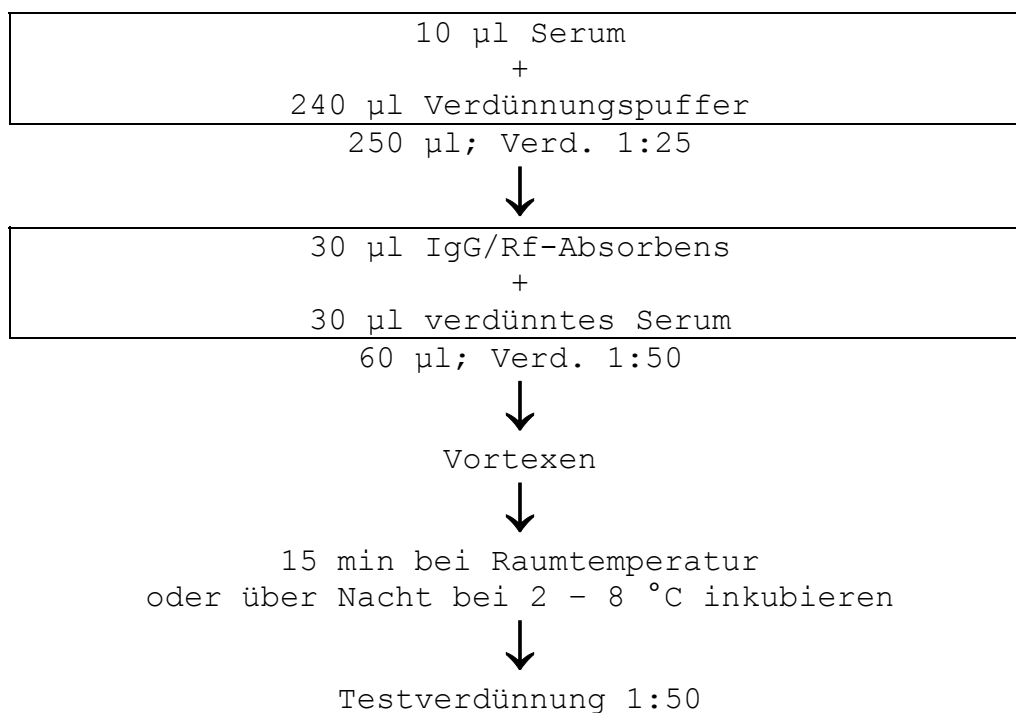 10 µl Serum
+
240 µl Verdünnungspuffer
250 µl; Verd. 1:25
30 µl IgG/Rf-Absorbens
+
30 µl verdünntes Serum
60 µl; Verd. 1:50
Vortexen
15 min bei Raumtemperatur
oder über Nacht bei 2 – 8 °C inkubieren
Testverdünnung 1:50